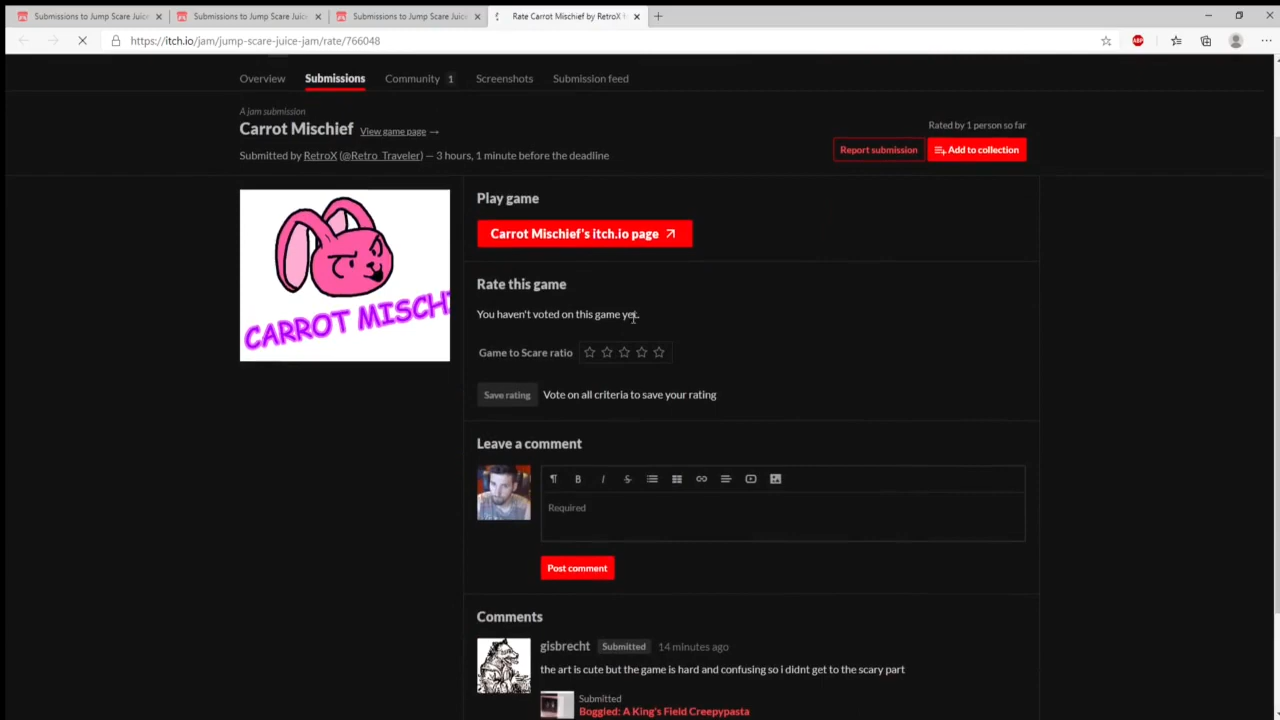 Submissions to Jump Scare Juice
Submissions to Jump Scare Juice
Submissions to Jump Scare Juice
Rate Carrot Mischief by RetroX
https://itch.io/jam/jump-scare-juice-jam/rate/766048
ABP
Overview
Submissions
Community 1
Screenshots
Submission feed
A jam submission
Carrot Mischief View game page →
Rated by 1 person so far
Submitted by RetroX (@Retro_Traveler) — 3 hours, 1 minute before the deadline
Report submission
Add to collection
CARROT MISCHI
Play game
Carrot Mischief's itch.io page
Rate this game
You haven't voted on this game yet.
Game to Scare ratio
Save rating Vote on all criteria to save your rating
Leave a comment
Required
Post comment
Comments
gisbrecht Submitted 14 minutes ago
the art is cute but the game is hard and confusing so i didnt get to the scary part
Submitted
Boggled: A King's Field Creepypasta